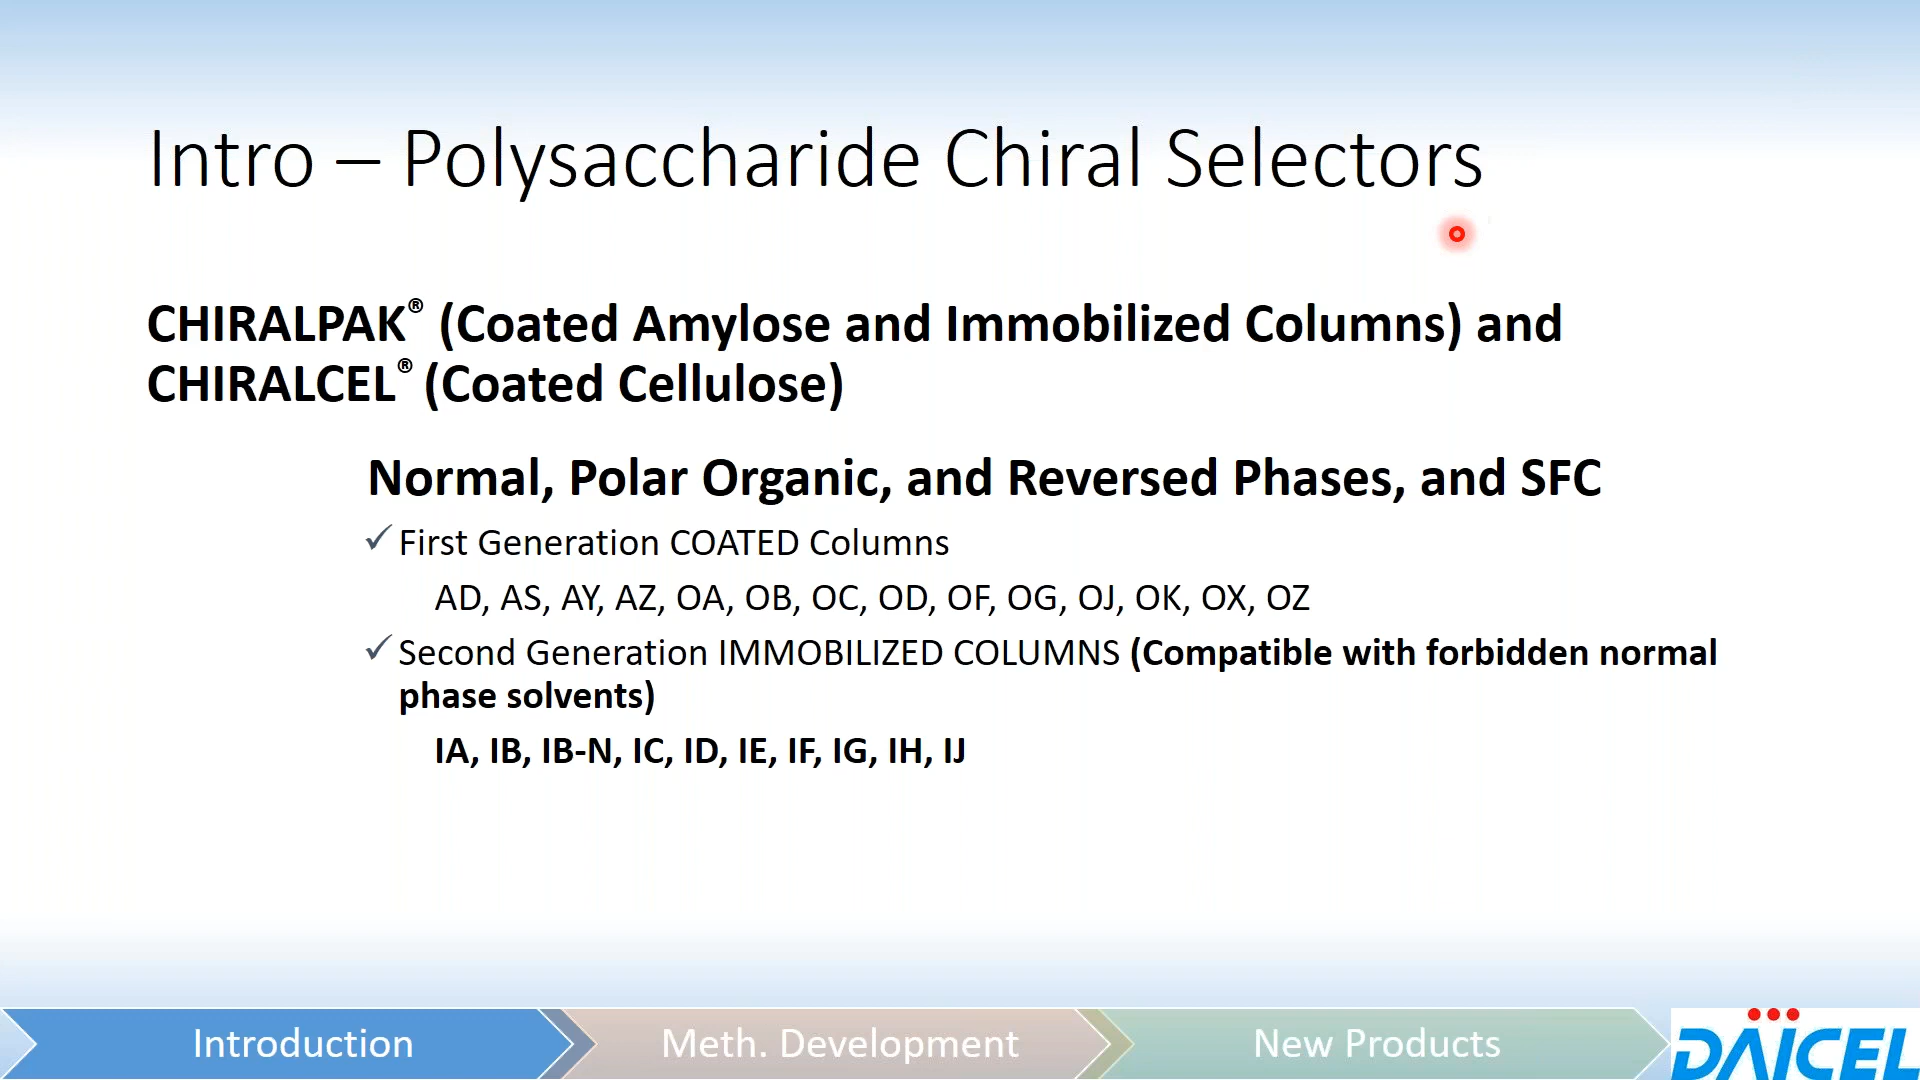 Intro – Polysaccharide Chiral Selectors
CHIRALPAK® (Coated Amylose and Immobilized Columns) and
CHIRALCEL® (Coated Cellulose)
Normal, Polar Organic, and Reversed Phases, and SFC
✓ First Generation COATED Columns
AD, AS, AY, AZ, OA, OB, OC, OD, OF, OG, OJ, OK, OX, OZ
✓ Second Generation IMMOBILIZED COLUMNS (Compatible with forbidden normal
phase solvents)
IA, IB, IB-N, IC, ID, IE, IF, IG, IH, IJ
Introduction
Meth. Development
New Products
DAICEL